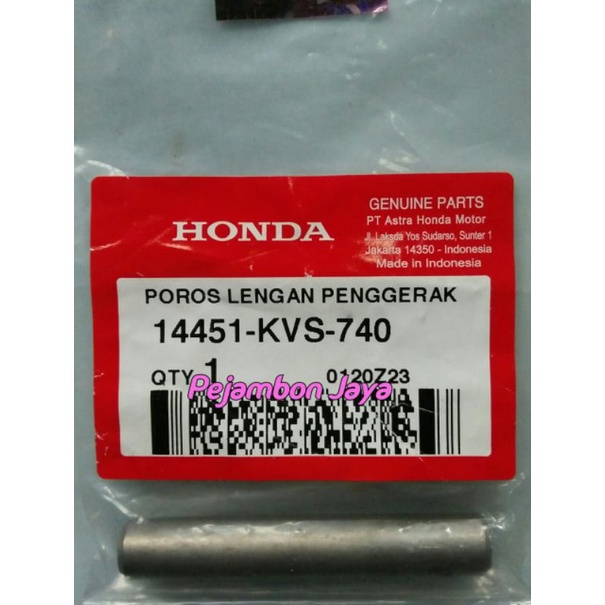 HONDA
GENUINE PARTS
PT Astra Honda Motor
Jl. Laksda Yos Sudarso, Sunter 1
Jakarta 14350 - Indonesia
Made in Indonesia
POROS LENGAN PENGGERAK
14451-KVS-740
QTY 1 0120Z23
Pejambon Jaya